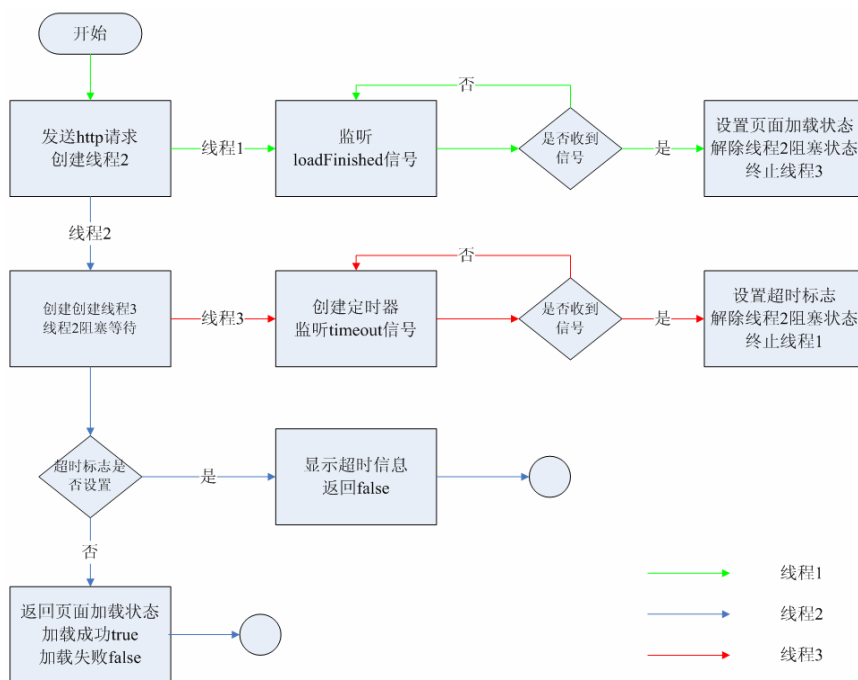 开始
发送http请求
创建线程2
线程1
监听
loadFinished信号
否
是否收到
信号
是
设置页面加载状态
解除线程2阻塞状态
终止线程3
线程2
创建创建线程3
线程2阻塞等待
线程3
创建定时器
监听timeout信号
否
是否收到
信号
是
设置超时标志
解除线程2阻塞状态
终止线程1
超时标志是
否设置
是
显示超时信息
返回false
否
返回页面加载状态
加载成功true
加载失败false
线程1
线程2
线程3